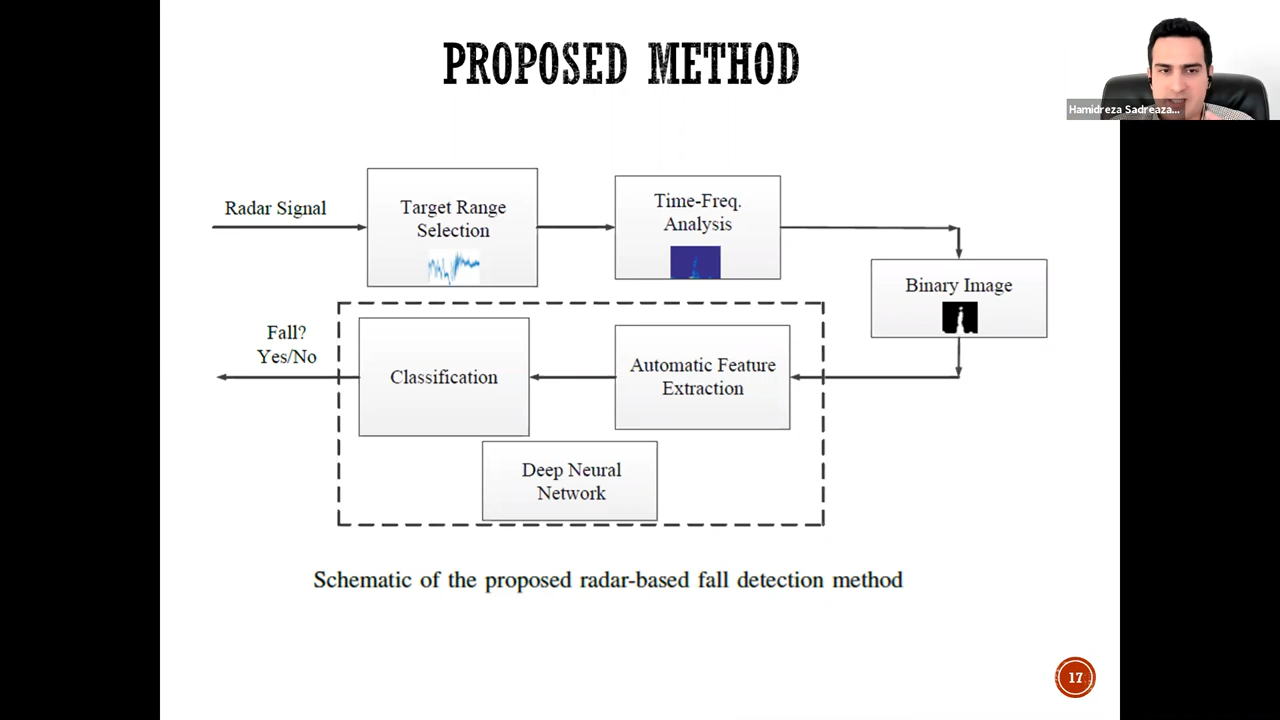 PROPOSED METHOD
Hamidreza Sadreaza...
Radar Signal
Target Range
Selection
Time-Freq.
Analysis
Binary Image
Automatic Feature
Extraction
Classification
Fall?
Yes/No
Deep Neural
Network
Schematic of the proposed radar-based fall detection method
17